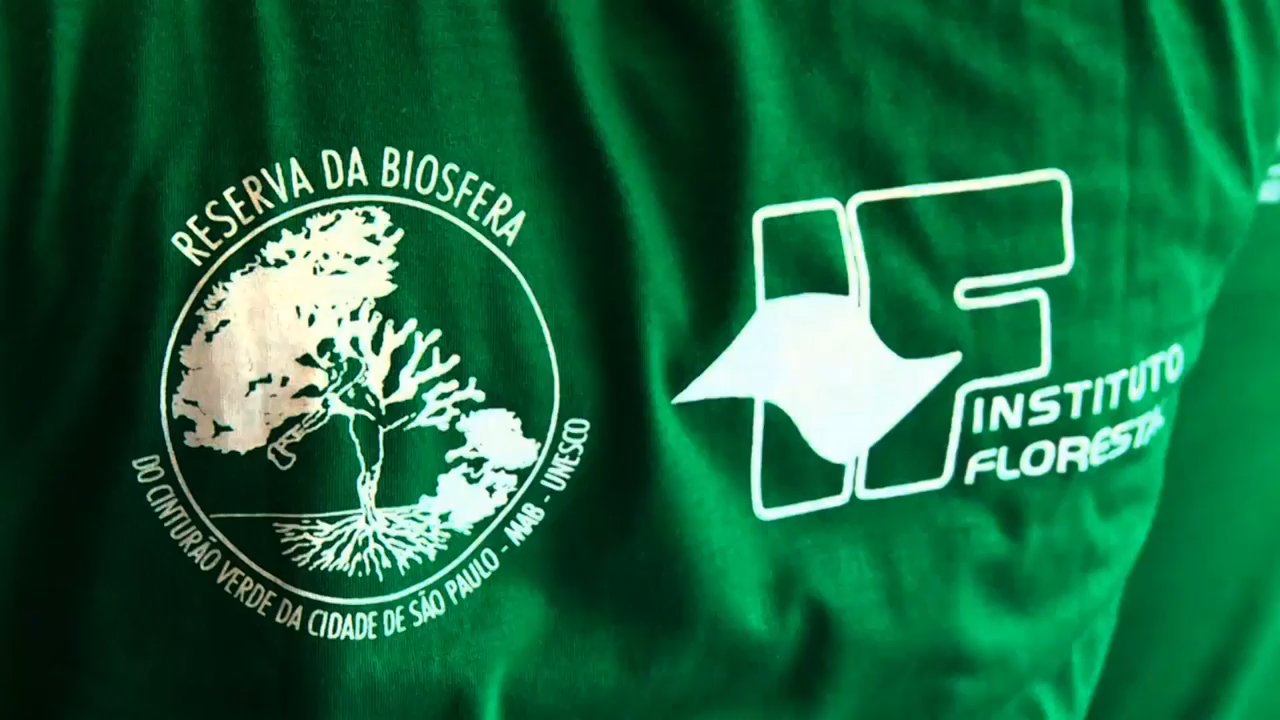 RESERVA DA BIOSFERA
DO CINTURÃO VERDE DA CIDADE DE SÃO PAULO - MAB - UNESCO
INSTITUTO
FLORESTAL